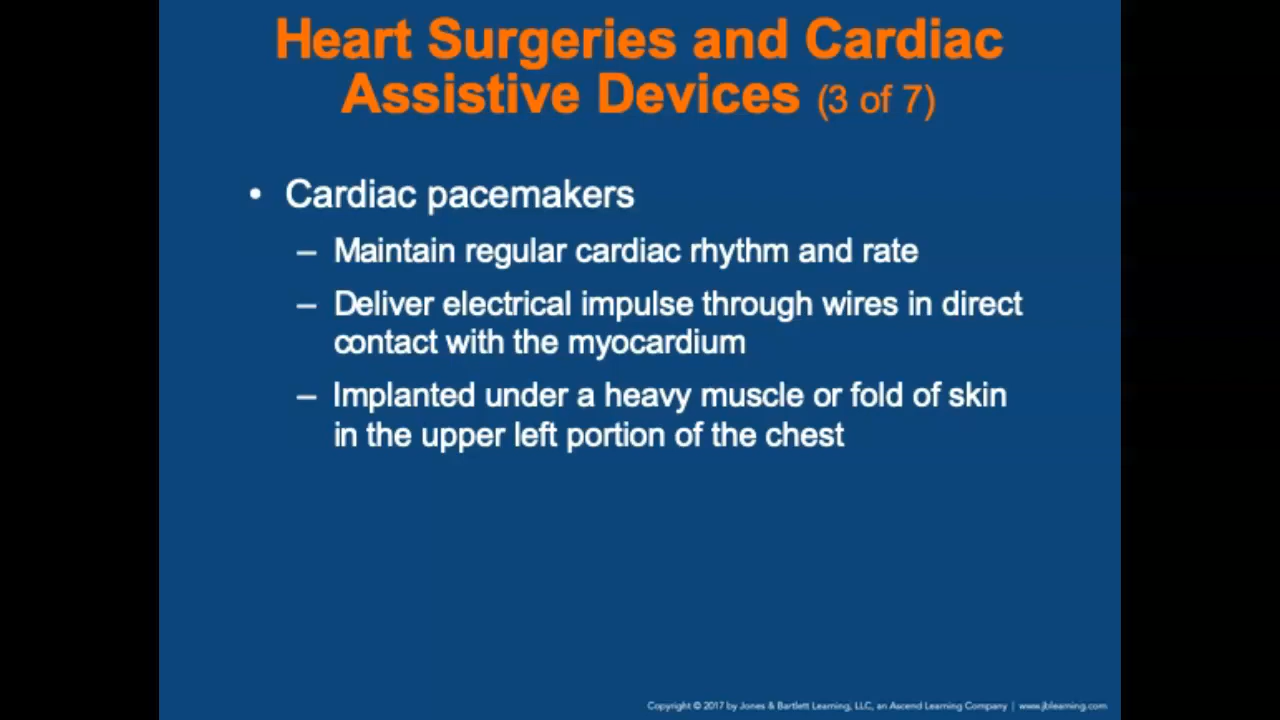 Heart Surgeries and Cardiac
Assistive Devices (3 of 7)
• Cardiac pacemakers
– Maintain regular cardiac rhythm and rate
– Deliver electrical impulse through wires in direct
contact with the myocardium
– Implanted under a heavy muscle or fold of skin
in the upper left portion of the chest
Copyright © 2017 by Jones & Bartlett Learning, LLC, an Ascend Learning Company | www.jblearning.com